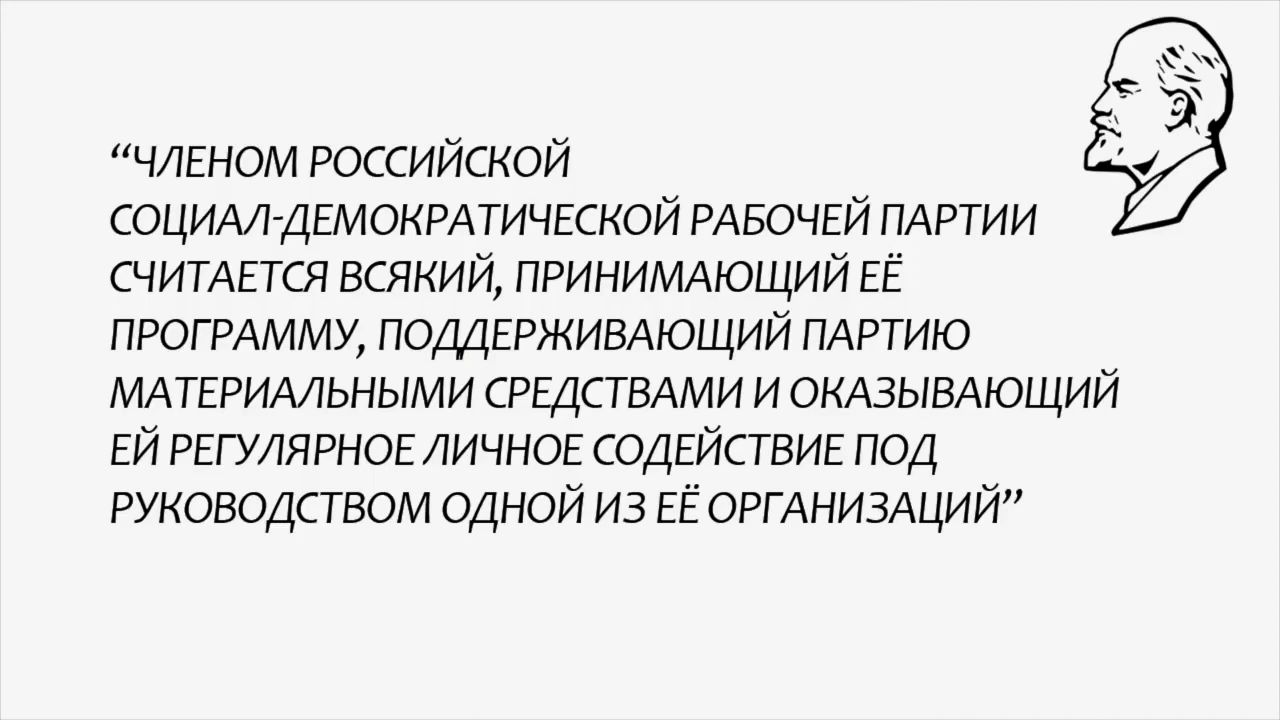 “ЧЛЕНОМ РОССИЙСКОЙ
СОЦИАЛ-ДЕМОКРАТИЧЕСКОЙ РАБОЧЕЙ ПАРТИИ
СЧИТАЕТСЯ ВСЯКИЙ, ПРИНИМАЮЩИЙ ЕЁ
ПРОГРАММУ, ПОДДЕРЖИВАЮЩИЙ ПАРТИЮ
МАТЕРИАЛЬНЫМИ СРЕДСТВАМИ И ОКАЗЫВАЮЩИЙ
ЕЙ РЕГУЛЯРНОЕ ЛИЧНОЕ СОДЕЙСТВИЕ ПОД
РУКОВОДСТВОМ ОДНОЙ ИЗ ЕЁ ОРГАНИЗАЦИЙ”